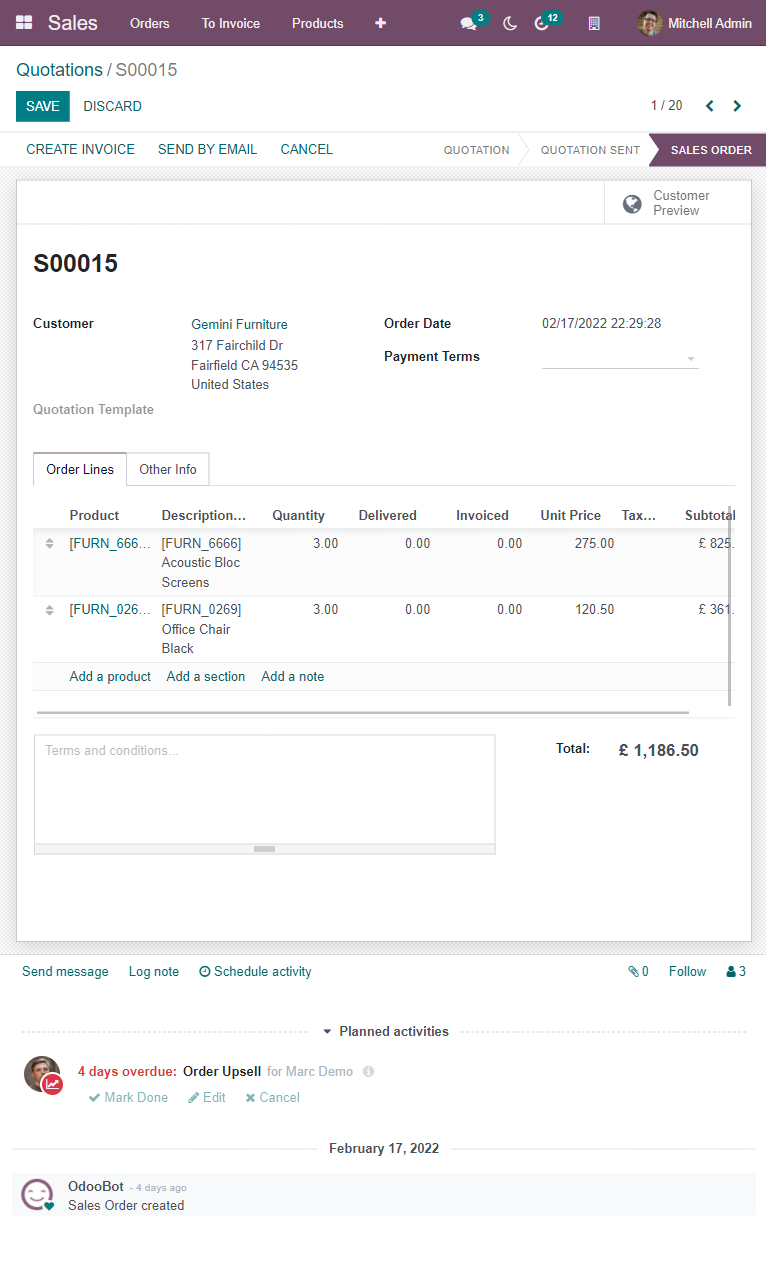 Sales Orders To Invoice Products + 3 12 Mitchell Admin
Quotations / S00015
SAVE DISCARD 1 / 20
CREATE INVOICE SEND BY EMAIL CANCEL QUOTATION QUOTATION SENT SALES ORDER
Customer
Preview
S00015
Customer Gemini Furniture Order Date 02/17/2022 22:29:28
317 Fairchild Dr Payment Terms
Fairfield CA 94535
United States
Quotation Template
Order Lines Other Info
Product Description... Quantity Delivered Invoiced Unit Price Tax... Subtotal
[FURN_666... [FURN_6666] 3.00 0.00 0.00 275.00 £ 825.
Acoustic Bloc
Screens
[FURN_026... [FURN_0269] 3.00 0.00 0.00 120.50 £ 361.
Office Chair
Black
Add a product Add a section Add a note
Terms and conditions... Total: £ 1,186.50
Send message Log note Schedule activity 0 Follow 3
Planned activities
4 days overdue: Order Upsell for Marc Demo
Mark Done Edit Cancel
February 17, 2022
OdooBot - 4 days ago
Sales Order created